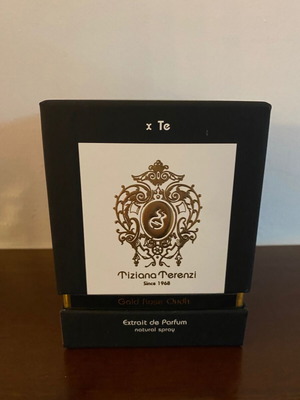 x Te
Tiziana Terenzi
Since 1968
Gold Rose Oudh
Extrait de Parfum
natural spray